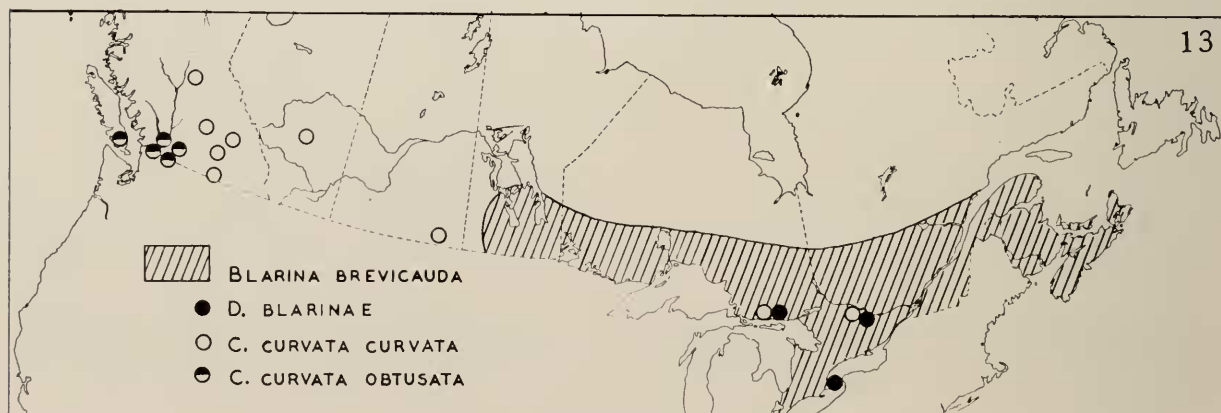 13
BLARINA BREVICAUDA
D. BLARINAE
C. CURVATA CURVATA
C. CURVATA OBTUSATA